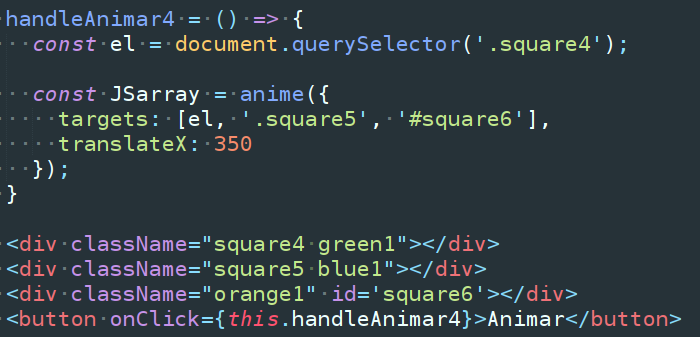 handleAnimar4 = () => {
const el = document.querySelector('.square4');
const JSarray = anime({
targets: [el, '.square5', '#square6'],
translateX: 350
});
}
<div className="square4 green1"></div>
<div className="square5 blue1"></div>
<div className="orange1" id='square6'></div>
<button onClick={this.handleAnimar4}>Animar</button>